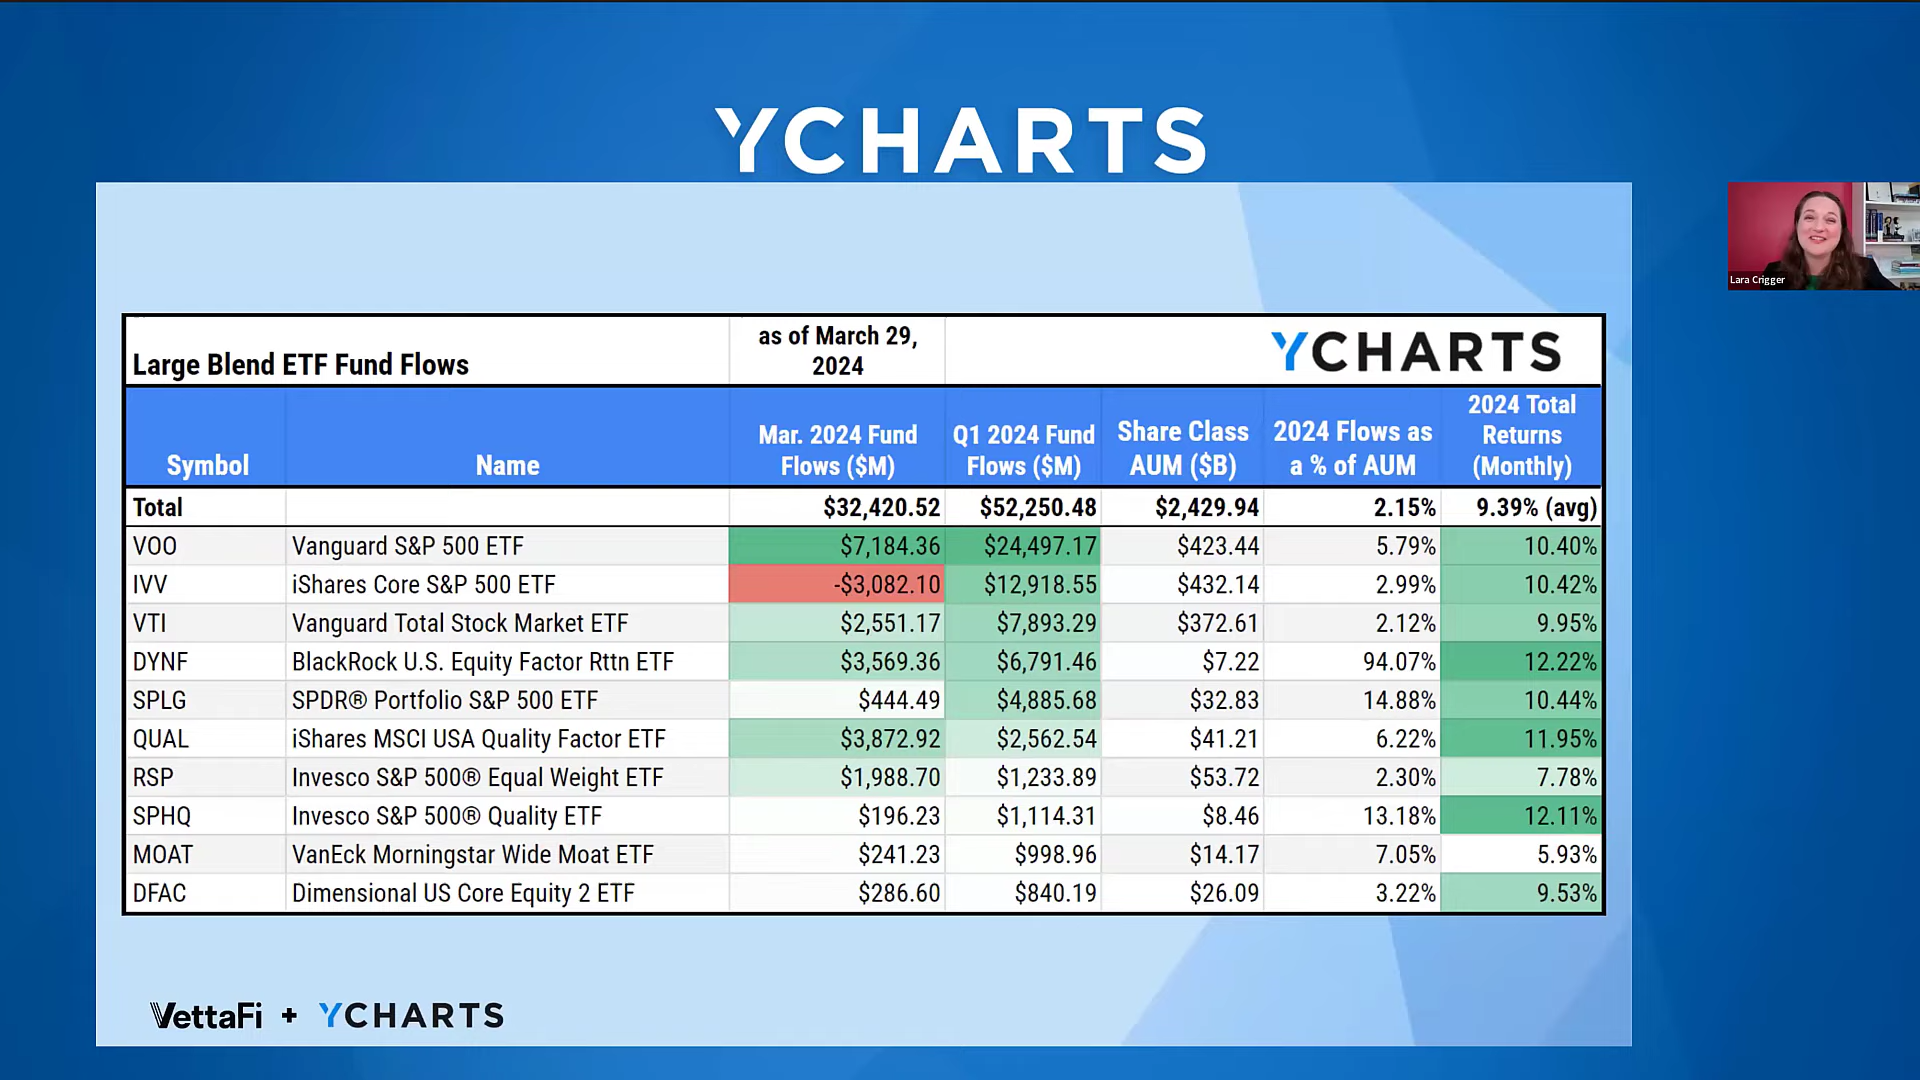 YCHARTS
Lara Crigger
Large Blend ETF Fund Flows
as of March 29,
2024
YCHARTS
Symbol
Name
Mar. 2024 Fund
Flows ($M)
Q1 2024 Fund
Flows ($M)
Share Class
AUM ($B)
2024 Flows as
a % of AUM
2024 Total
Returns
(Monthly)
Total $32,420.52 $52,250.48 $2,429.94 2.15% 9.39% (avg)
VOO Vanguard S&P 500 ETF $7,184.36 $24,497.17 $423.44 5.79% 10.40%
IVV iShares Core S&P 500 ETF -$3,082.10 $12,918.55 $432.14 2.99% 10.42%
VTI Vanguard Total Stock Market ETF $2,551.17 $7,893.29 $372.61 2.12% 9.95%
DYNF BlackRock U.S. Equity Factor Rttn ETF $3,569.36 $6,791.46 $7.22 94.07% 12.22%
SPLG SPDR® Portfolio S&P 500 ETF $444.49 $4,885.68 $32.83 14.88% 10.44%
QUAL iShares MSCI USA Quality Factor ETF $3,872.92 $2,562.54 $41.21 6.22% 11.95%
RSP Invesco S&P 500® Equal Weight ETF $1,988.70 $1,233.89 $53.72 2.30% 7.78%
SPHQ Invesco S&P 500® Quality ETF $196.23 $1,114.31 $8.46 13.18% 12.11%
MOAT VanEck Morningstar Wide Moat ETF $241.23 $998.96 $14.17 7.05% 5.93%
DFAC Dimensional US Core Equity 2 ETF $286.60 $840.19 $26.09 3.22% 9.53%
VettaFi + YCHARTS